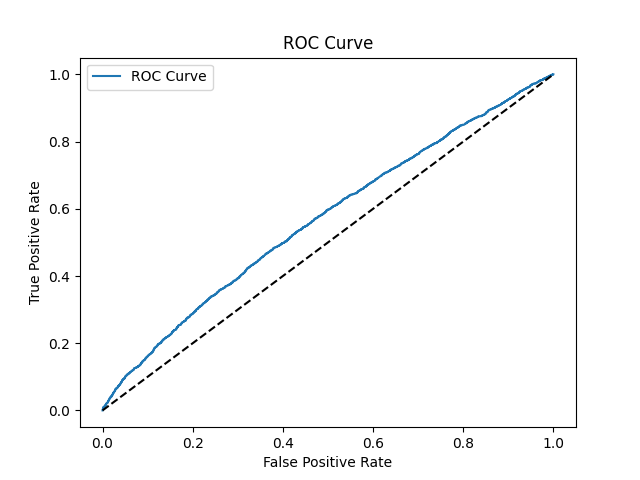 ROC Curve
ROC Curve
1.0
0.8
0.6
0.4
0.2
0.0
True Positive Rate
0.0 0.2 0.4 0.6 0.8 1.0
False Positive Rate